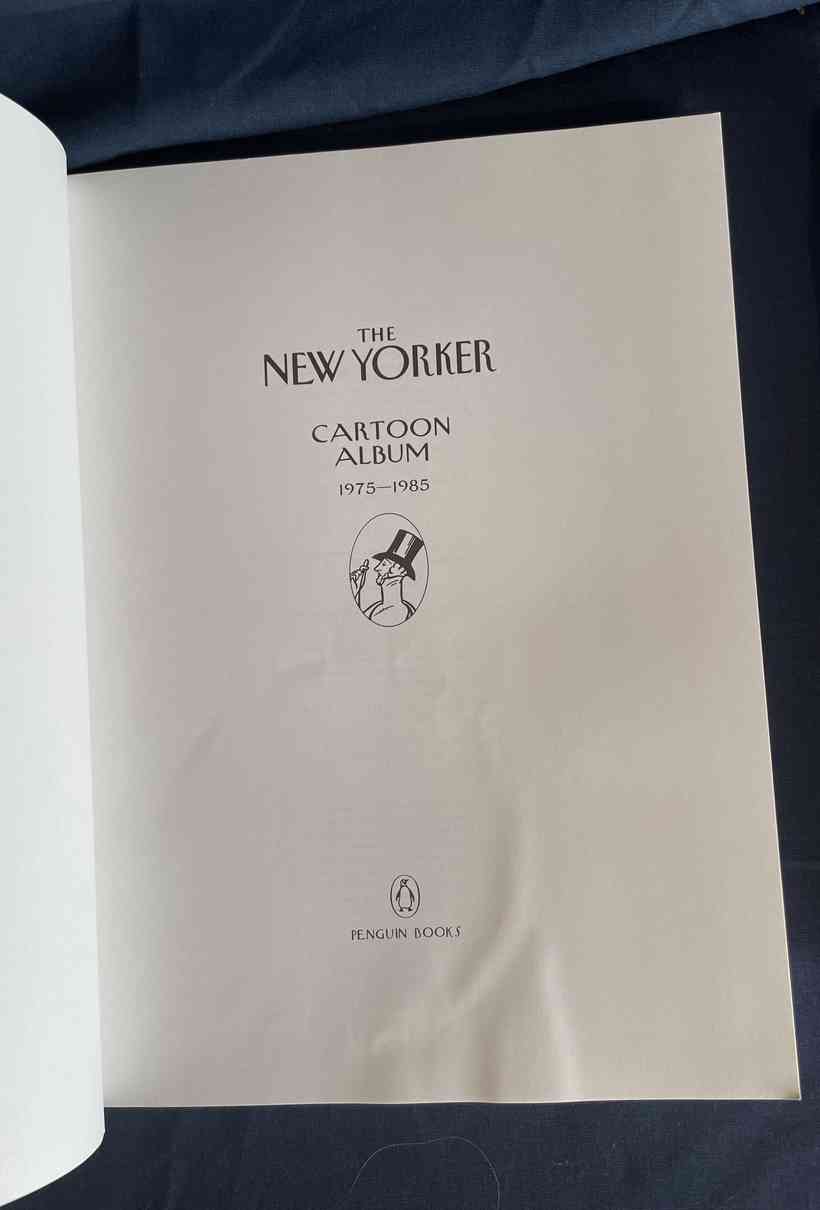 THE
NEW YORKER
CARTOON
ALBUM
1975—1985
PENGUIN BOOKS